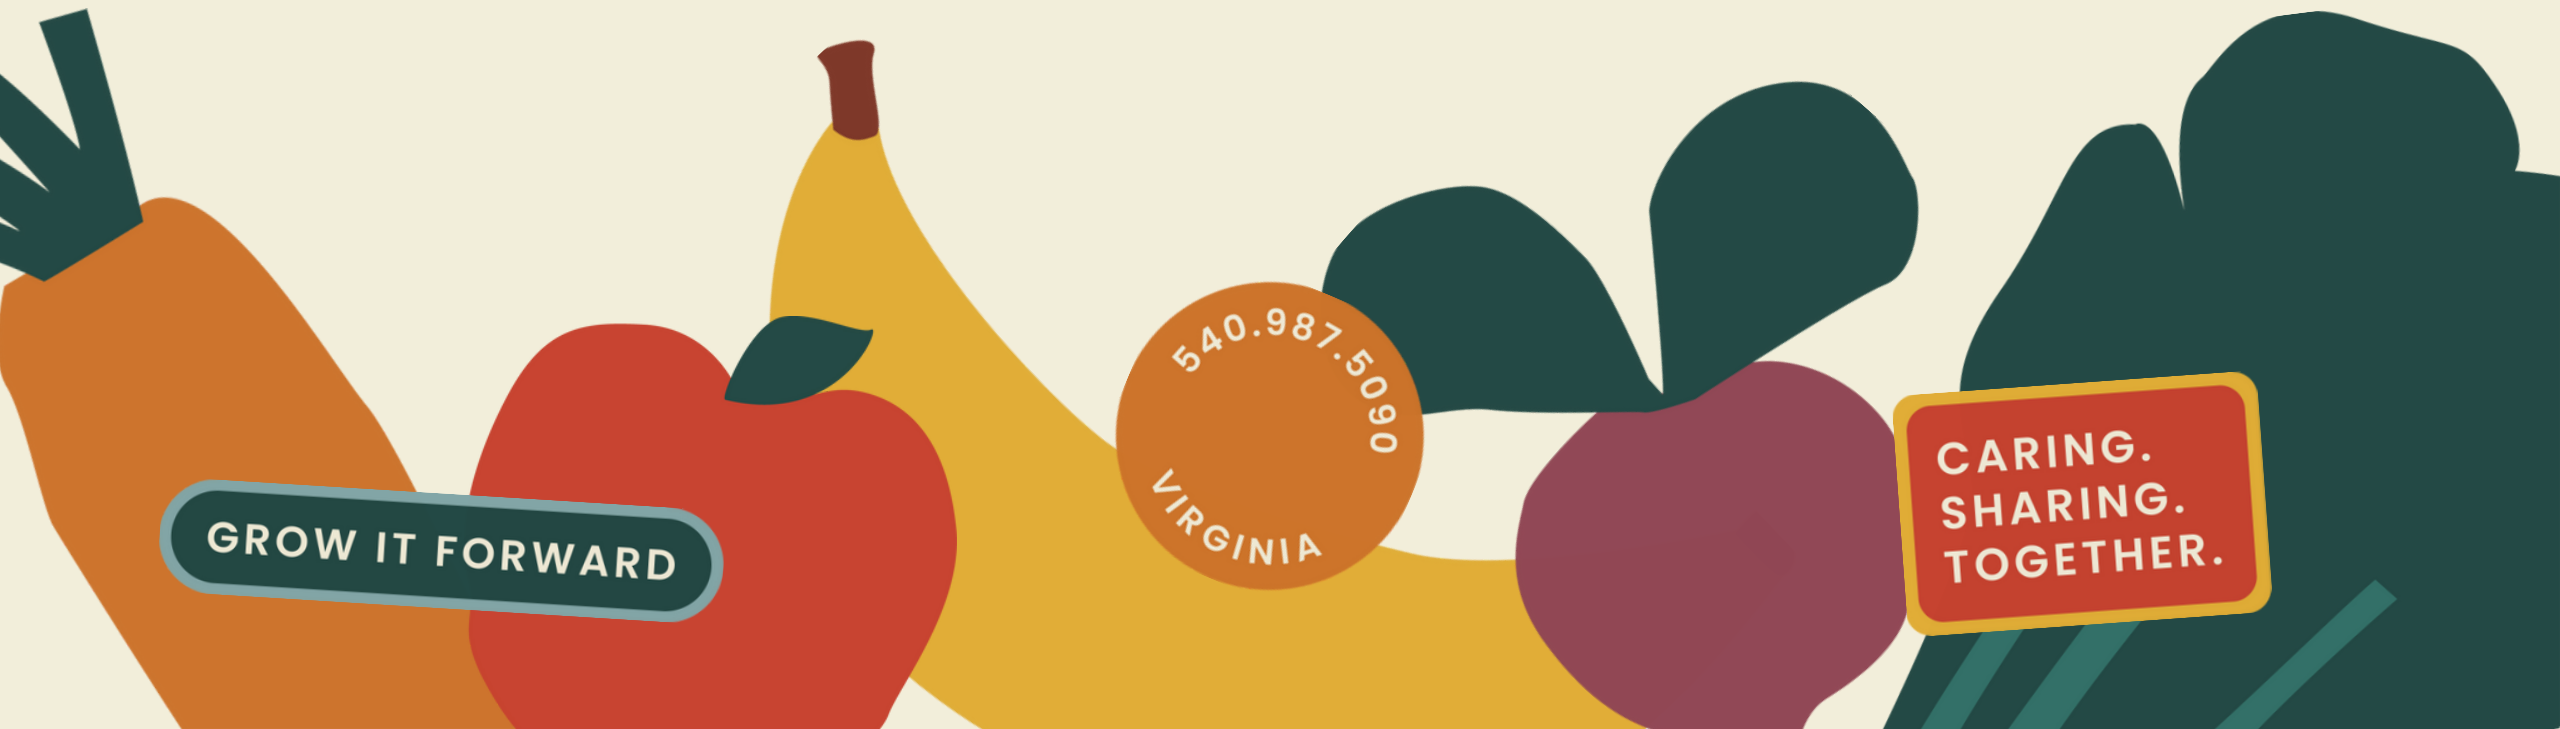 GROW IT FORWARD
540.987.5090
VIRGINIA
CARING.
SHARING.
TOGETHER.